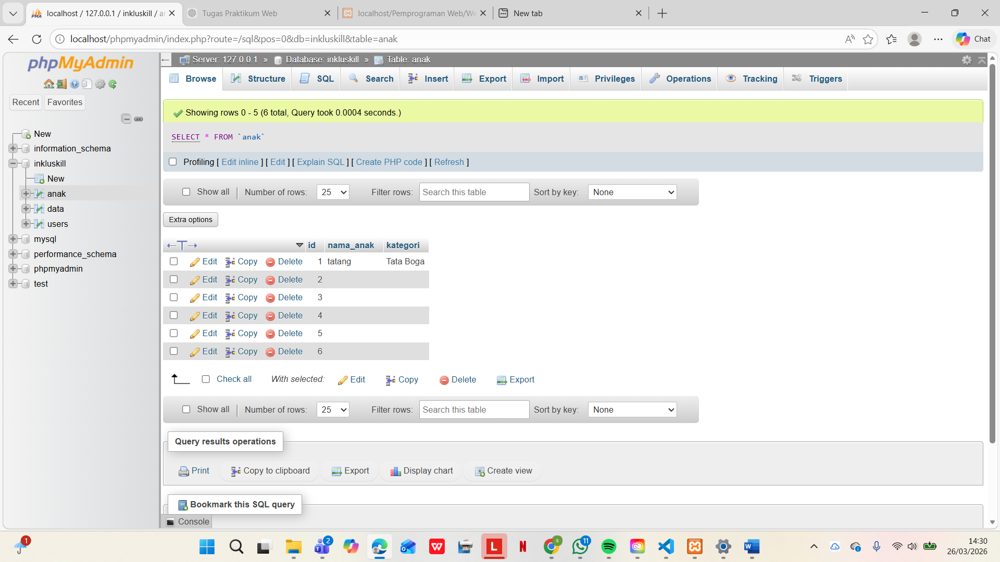 localhost / 127.0.0.1 / inkluskill / an
Tugas Praktikum Web
localhost/Pemprograman Web/We
New tab
localhost/phpmyadmin/index.php?route=/sql&pos=0&db=inkluskill&table=anak
Chat
phpMyAdmin
Recent
Favorites
New
information_schema
inkluskill
New
anak
data
users
mysql
performance_schema
phpmyadmin
test
Server: 127.0.0.1 » Database: inkluskill » Table: anak
Browse Structure SQL Search Insert Export Import Privileges Operations Tracking Triggers
Showing rows 0 - 5 (6 total, Query took 0.0004 seconds.)
SELECT * FROM `anak`
Profiling [ Edit inline ] [ Edit ] [ Explain SQL ] [ Create PHP code ] [ Refresh ]
Show all Number of rows: 25 Filter rows: Search this table Sort by key: None
Extra options
id nama_anak kategori
Edit Copy Delete 1 tatang Tata Boga
Edit Copy Delete 2
Edit Copy Delete 3
Edit Copy Delete 4
Edit Copy Delete 5
Edit Copy Delete 6
Check all With selected: Edit Copy Delete Export
Show all Number of rows: 25 Filter rows: Search this table Sort by key: None
Query results operations
Print Copy to clipboard Export Display chart Create view
Bookmark this SQL query
Console
1
2
11
14:30
26/03/2026